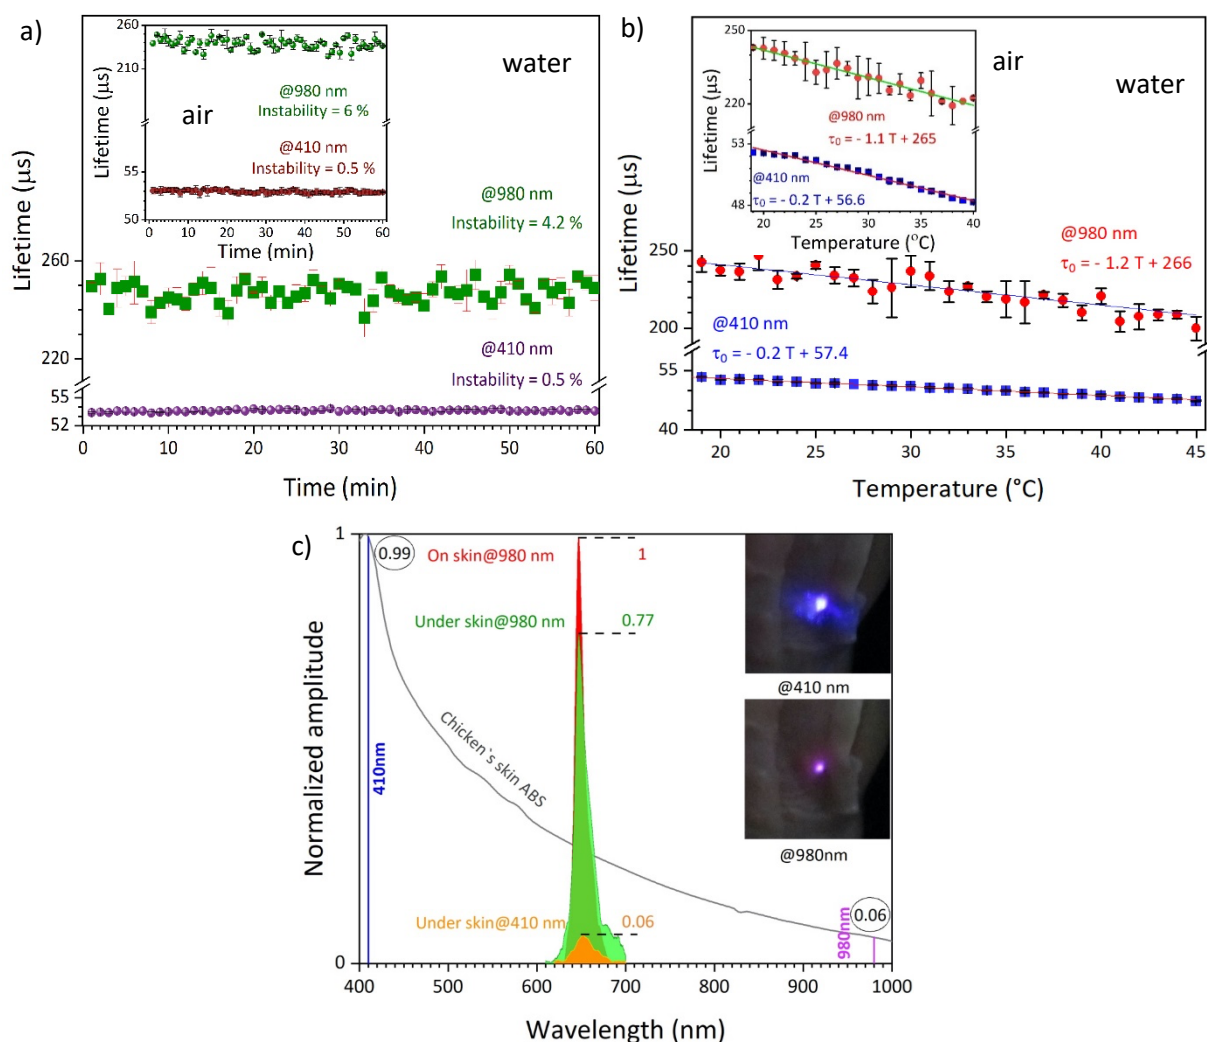 a)
water
Lifetime (µs)
260
210
53
50
Lifetime (µs)
air
@980 nm
Instability = 6 %
@410 nm
Instability = 0.5 %
0 10 20 30 40 50 60
Time (min)
@980 nm
Instability = 4.2 %
260
220
55
52
@410 nm
Instability = 0.5 %
0 10 20 30 40 50 60
Time (min)
b)
air
water
Lifetime (µs)
250
220
53
48
Lifetime (µs)
@980 nm
τ₀ = - 1.1 T + 265
@410 nm
τ₀ = - 0.2 T + 56.6
20 25 30 35 40
Temperature (°C)
@980 nm
τ₀ = - 1.2 T + 266
250
200
55
40
@410 nm
τ₀ = - 0.2 T + 57.4
20 25 30 35 40 45
Temperature (°C)
c)
Normalized amplitude
1
0
0.99
410nm
On skin@980 nm
1
Under skin@980 nm
0.77
Chicken`s skin ABS
Under skin@410 nm
0.06
@410 nm
@980nm
980nm
0.06
400 500 600 700 800 900 1000
Wavelength (nm)